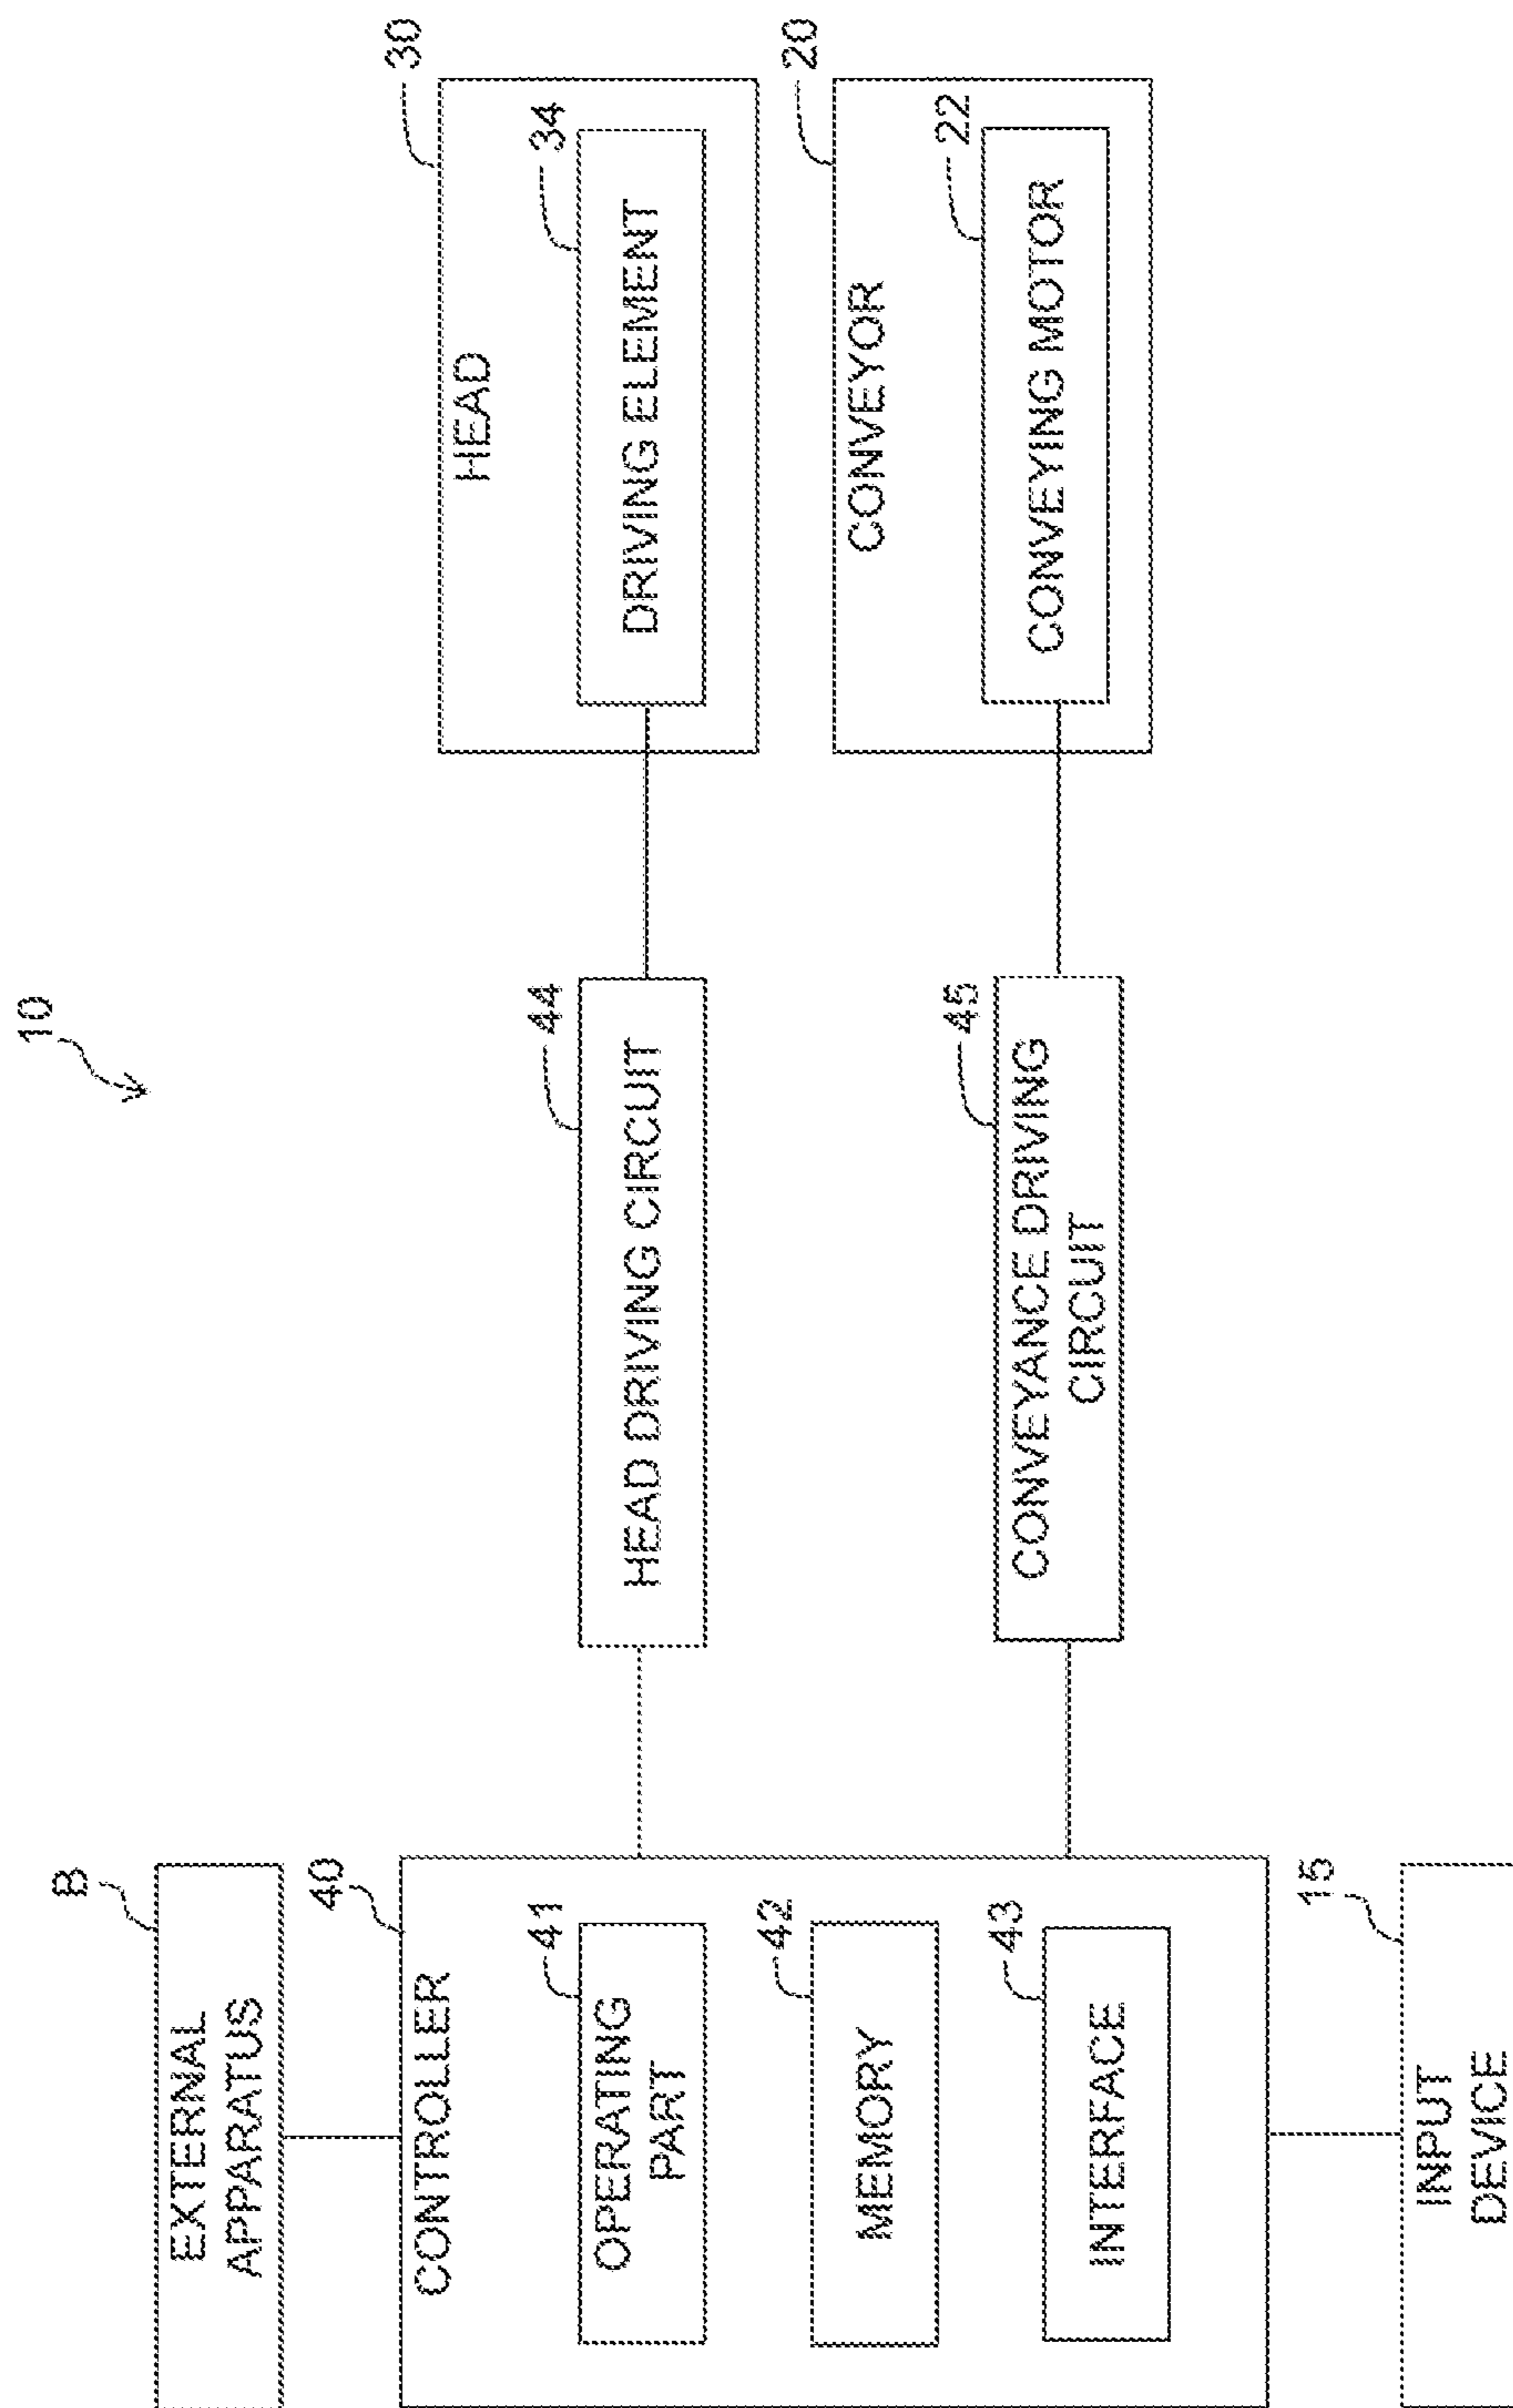 10
EXTERNAL
APPARATUS
B
CONTROLLER
40
OPERATING
PART
41
MEMORY
42
INTERFACE
43
INPUT
DEVICE
15
HEAD DRIVING CIRCUIT
44
CONVEYANCE DRIVING
CIRCUIT
45
HEAD
30
DRIVING ELEMENT
34
CONVEYOR
20
CONVEYING MOTOR
22